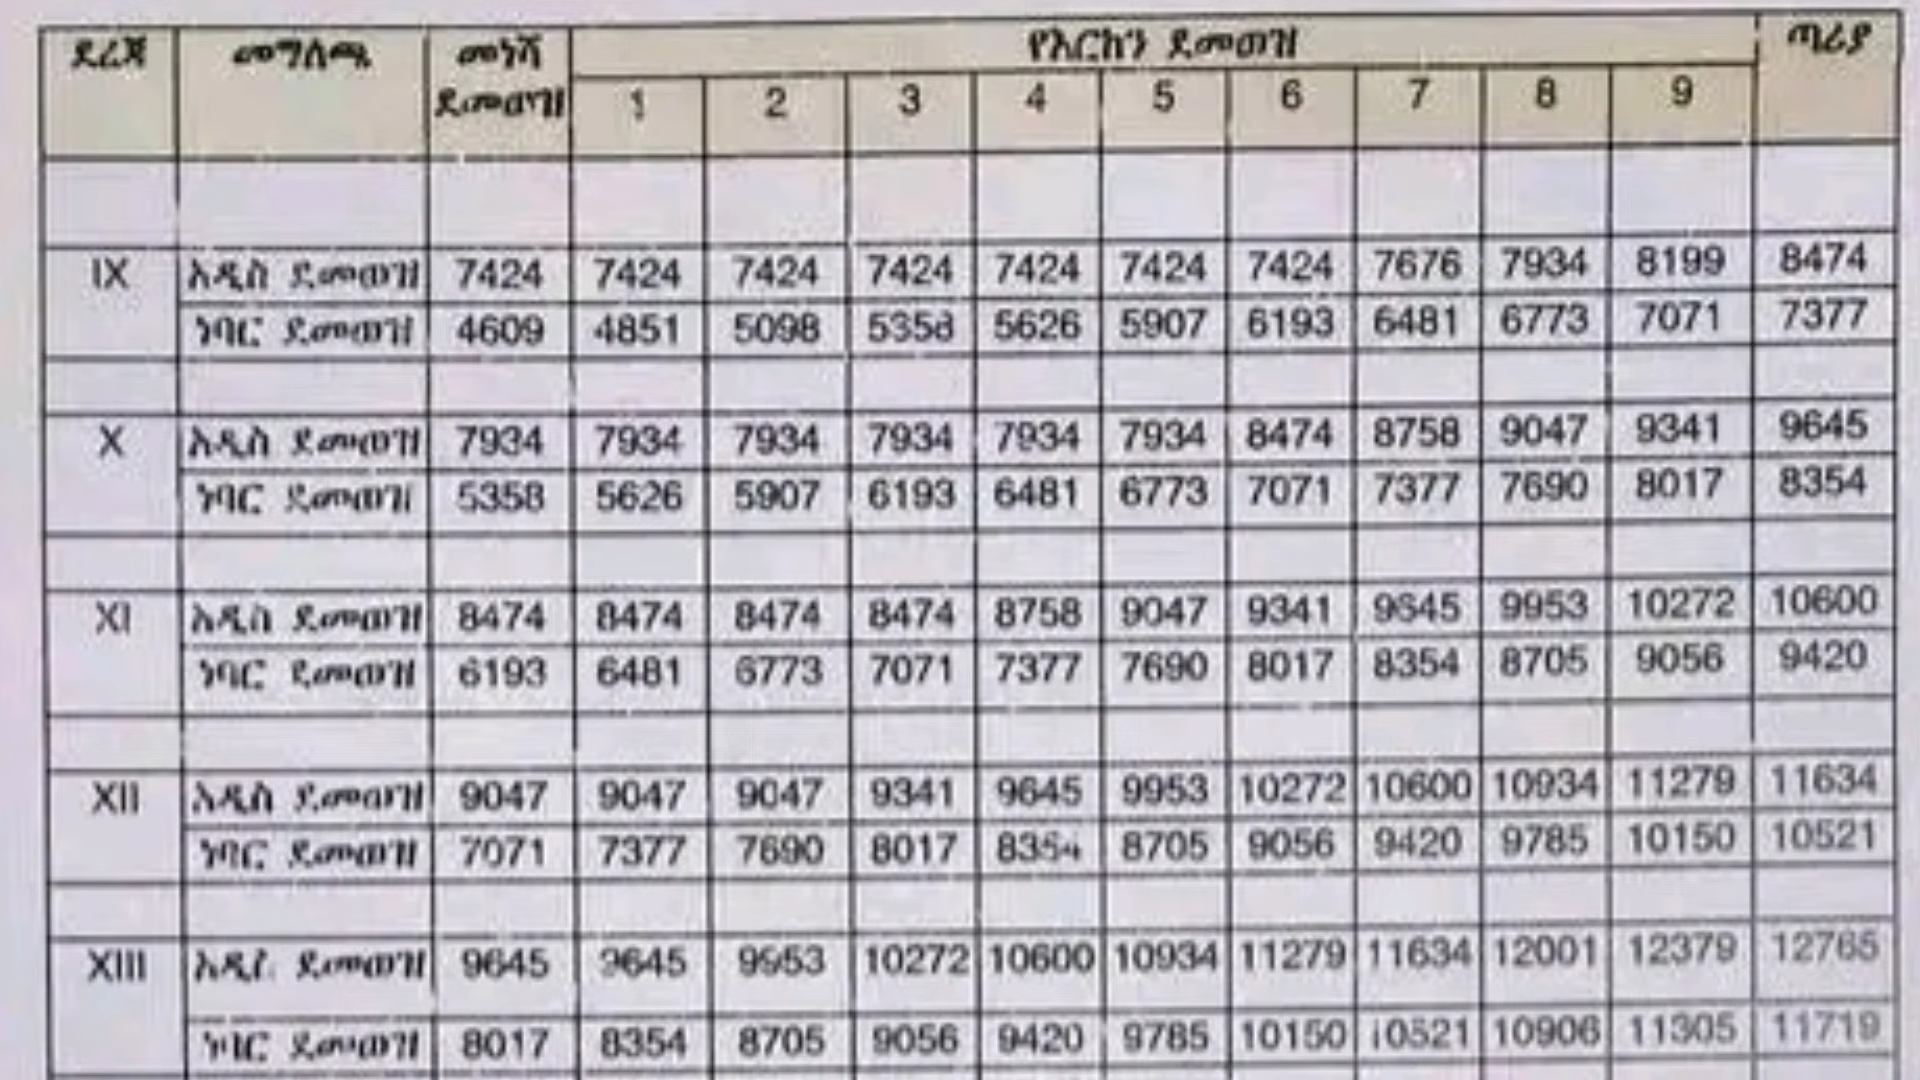 ደረጃ መግለጫ መነሻ ደመወዝ የእርከን ደመወዝ ጣሪያ
1 2 3 4 5 6 7 8 9
IX አዲስ ደመወዝ 7424 7424 7424 7424 7424 7424 7424 7676 7934 8199 8474
ነባር ደመወዝ 4609 4851 5098 5358 5626 5907 6193 6481 6773 7071 7377
X አዲስ ደመወዝ 7934 7934 7934 7934 7934 7934 8474 8758 9047 9341 9645
ነባር ደመወዝ 5358 5626 5907 6193 6481 6773 7071 7377 7690 8017 8354
XI አዲስ ደመወዝ 8474 8474 8474 8474 8758 9047 9341 9645 9953 10272 10600
ነባር ደመወዝ 6193 6481 6773 7071 7377 7690 8017 8354 8705 9056 9420
XII አዲስ ደመወዝ 9047 9047 9047 9341 9645 9953 10272 10600 10934 11279 11634
ነባር ደመወዝ 7071 7377 7690 8017 8354 8705 9056 9420 9785 10150 10521
XIII አዲስ ደመወዝ 9645 9645 9953 10272 10600 10934 11279 11634 12001 12379 12765
ነባር ደመወዝ 8017 8354 8705 9056 9420 9785 10150 10521 10906 11305 11719